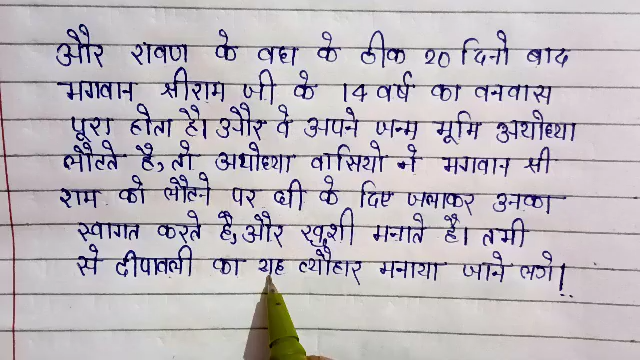 और रावण के वध के ठीक 20 दिनो बाद
भगवान श्रीराम जी के 14 वर्ष का वनवास
पूरा होता है। और वे अपने जन्म भूमि अयोध्या
लौटते है, तो अयोध्या वासियो ने भगवान श्री
राम को लौटने पर घी के दिए जलाकर उनका
स्वागत करते है, और खुशी मनाते है। तभी
से दीपावली का यह त्यौहार मनाया जाने लगे!